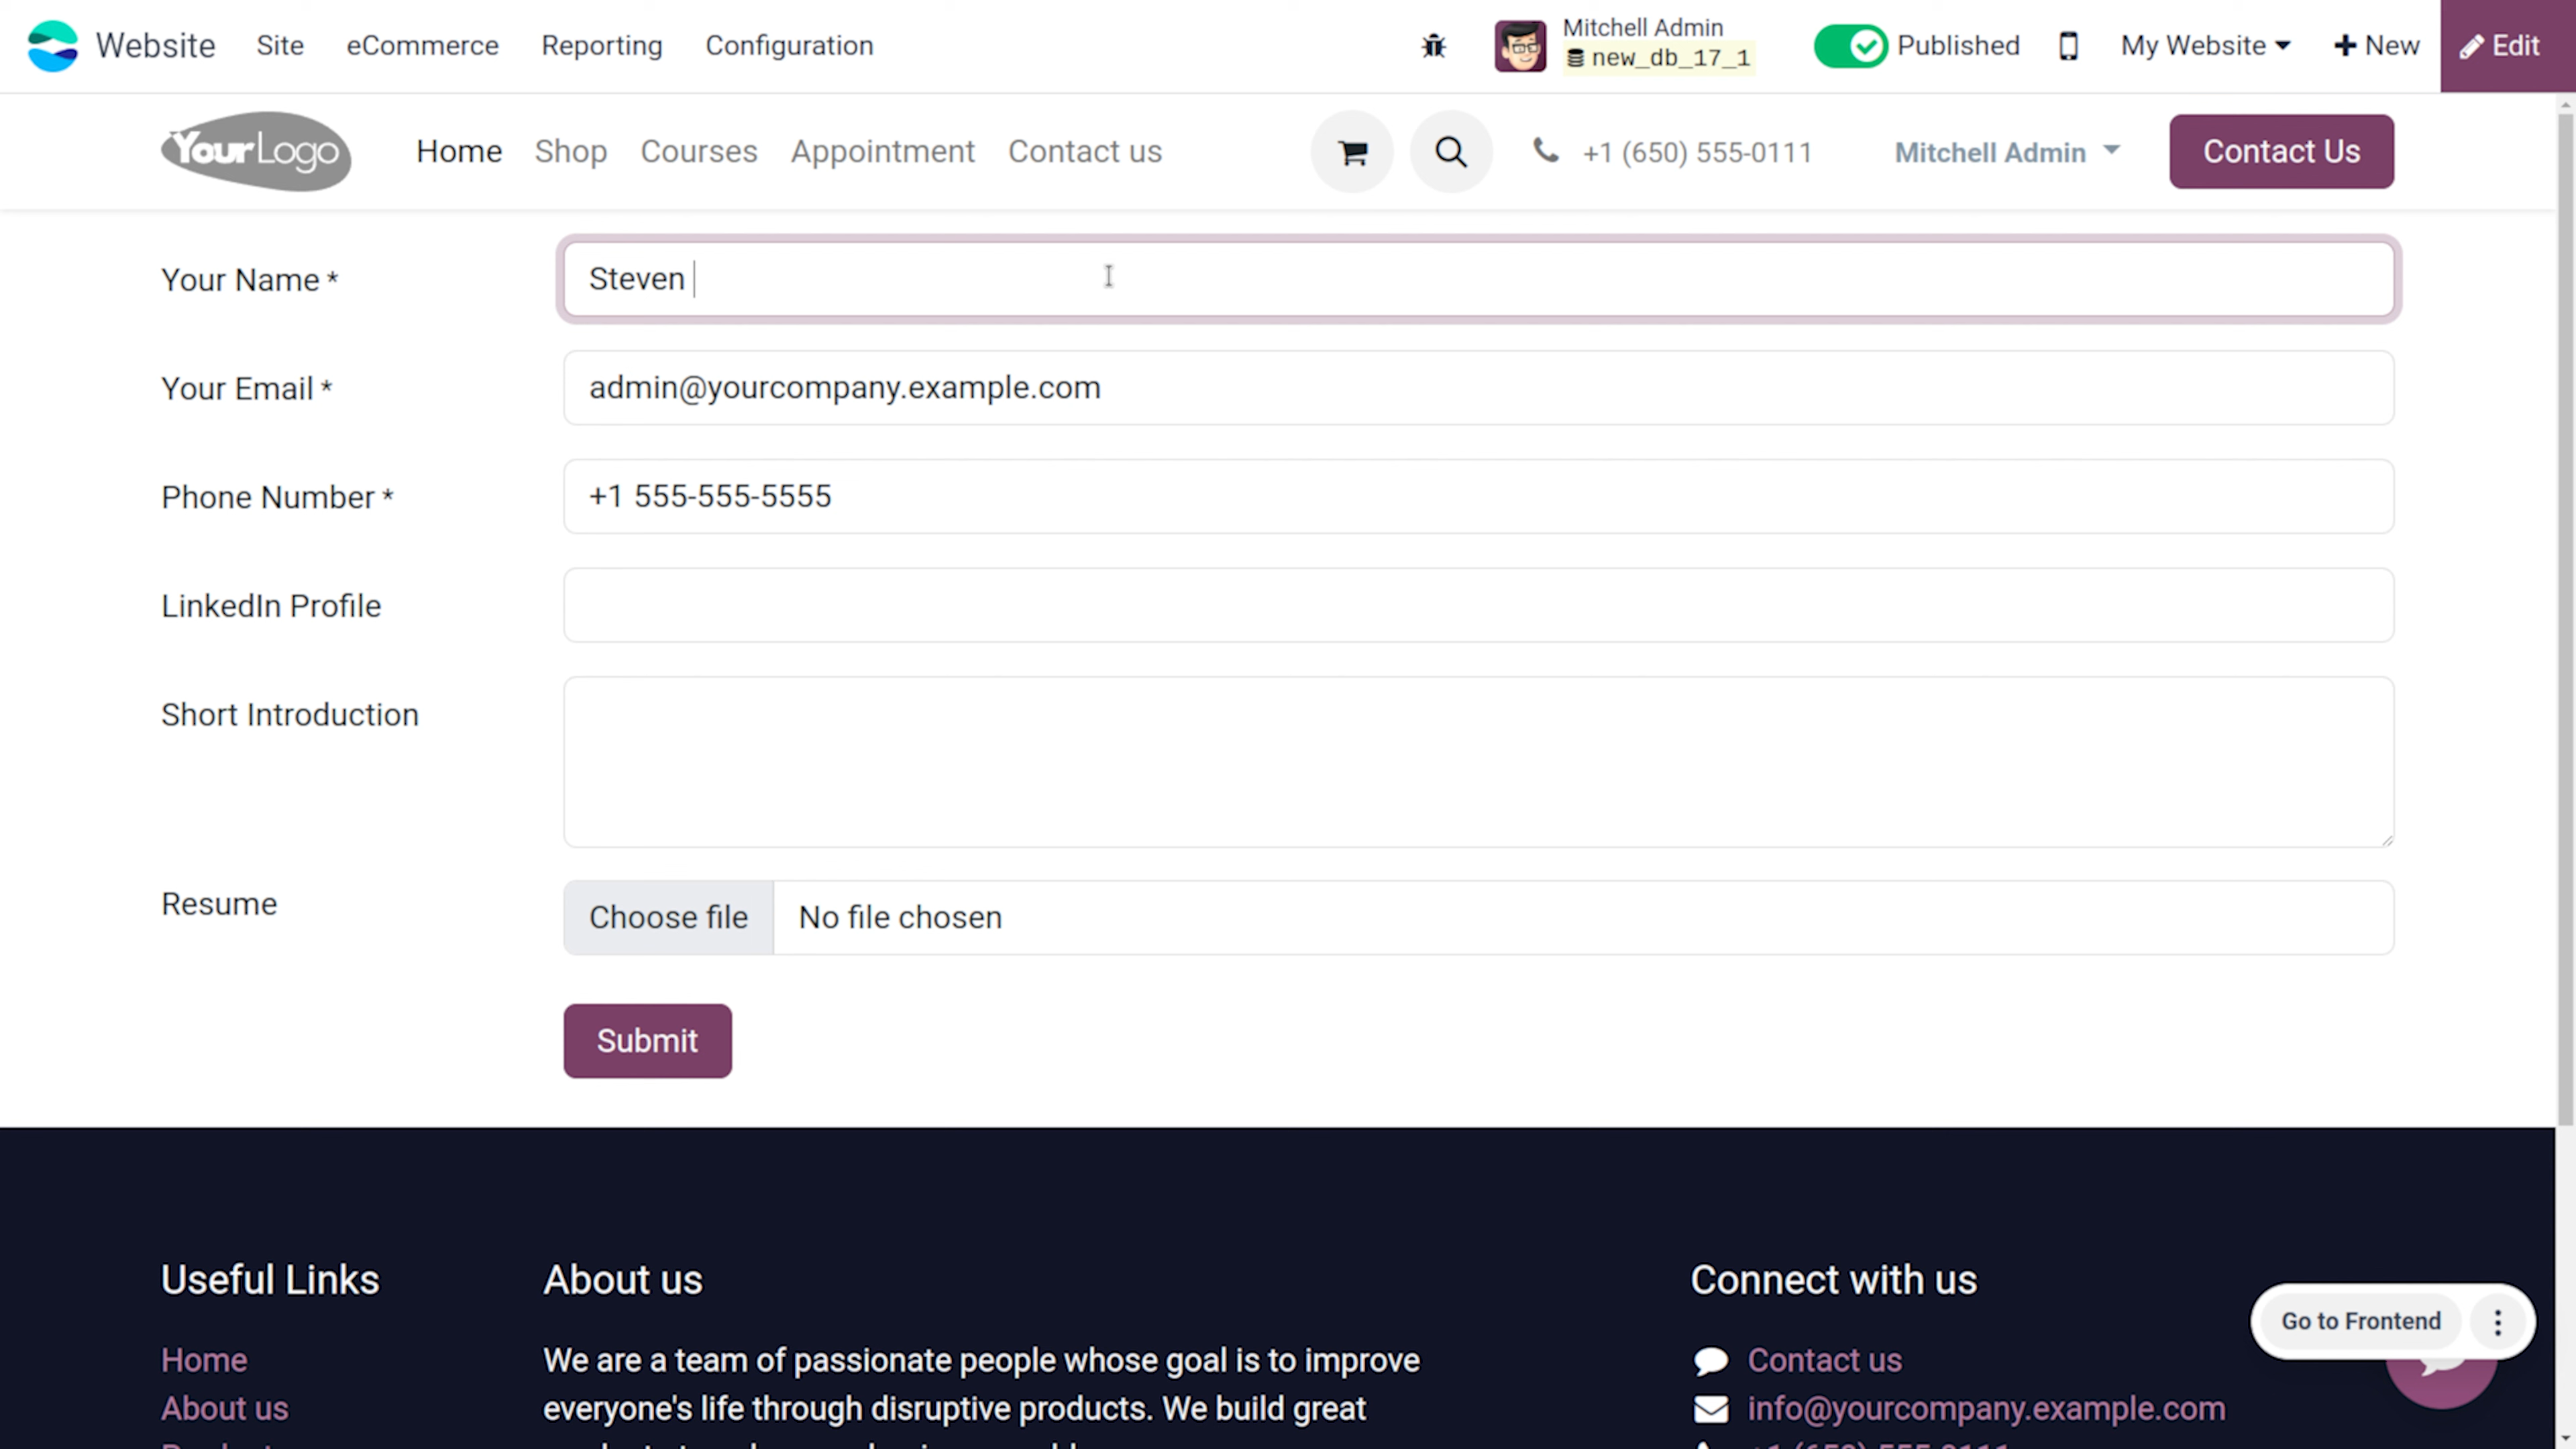 Website Site eCommerce Reporting Configuration Mitchell Admin new_db_17_1 Published My Website New Edit
YourLogo Home Shop Courses Appointment Contact us +1 (650) 555-0111 Mitchell Admin Contact Us
Your Name * Steven
Your Email * admin@yourcompany.example.com
Phone Number * +1 555-555-5555
LinkedIn Profile
Short Introduction
Resume Choose file No file chosen
Submit
Useful Links About us Connect with us
Go to Frontend
Home We are a team of passionate people whose goal is to improve Contact us
About us everyone's life through disruptive products. We build great info@yourcompany.example.com